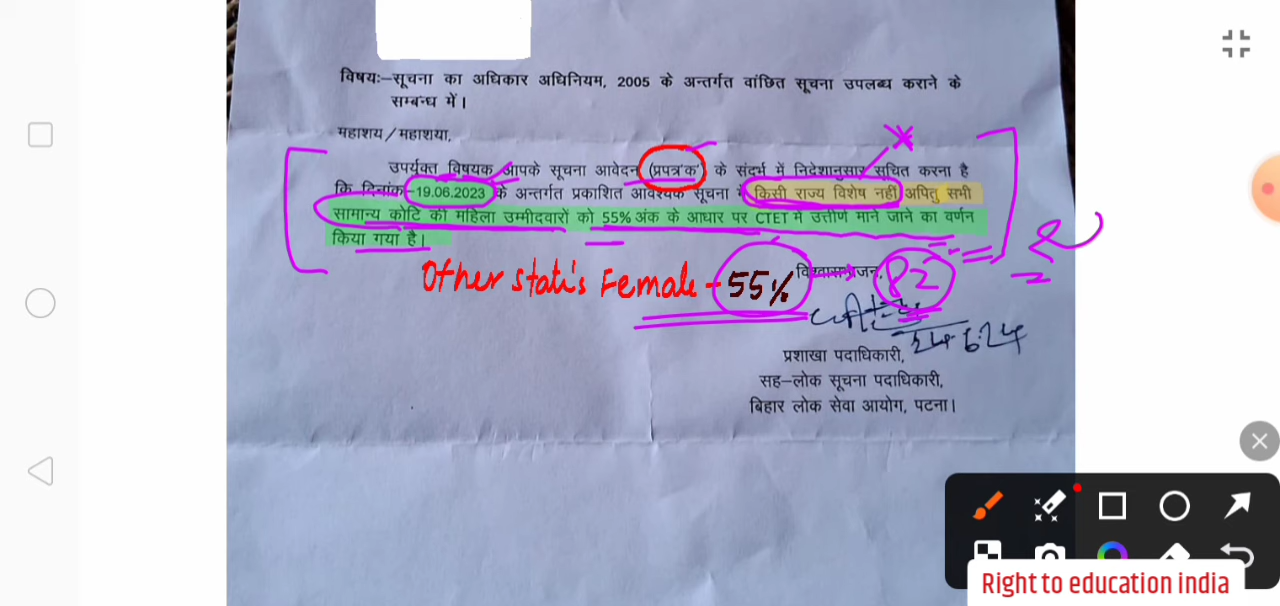 विषयः–सूचना का अधिकार अधिनियम, 2005 के अन्तर्गत वांछित सूचना उपलब्ध कराने के
सम्बन्ध में।
महाशय/महाशया,
उपर्युक्त विषयक आपके सूचना आवेदन (प्रपत्र'क') के संदर्भ में निदेशानुसार सूचित करना है
कि दिनांक–19.06.2023 के अन्तर्गत प्रकाशित आवश्यक सूचना में किसी राज्य विशेष नहीं अपितु सभी
सामान्य कोटि की महिला उम्मीदवारों को 55% अंक के आधार पर CTET में उत्तीर्ण माने जाने का वर्णन
किया गया है।
Other Stati's Female - 55% 82
प्रशाखा पदाधिकारी,
सह–लोक सूचना पदाधिकारी,
बिहार लोक सेवा आयोग, पटना।
Right to education india